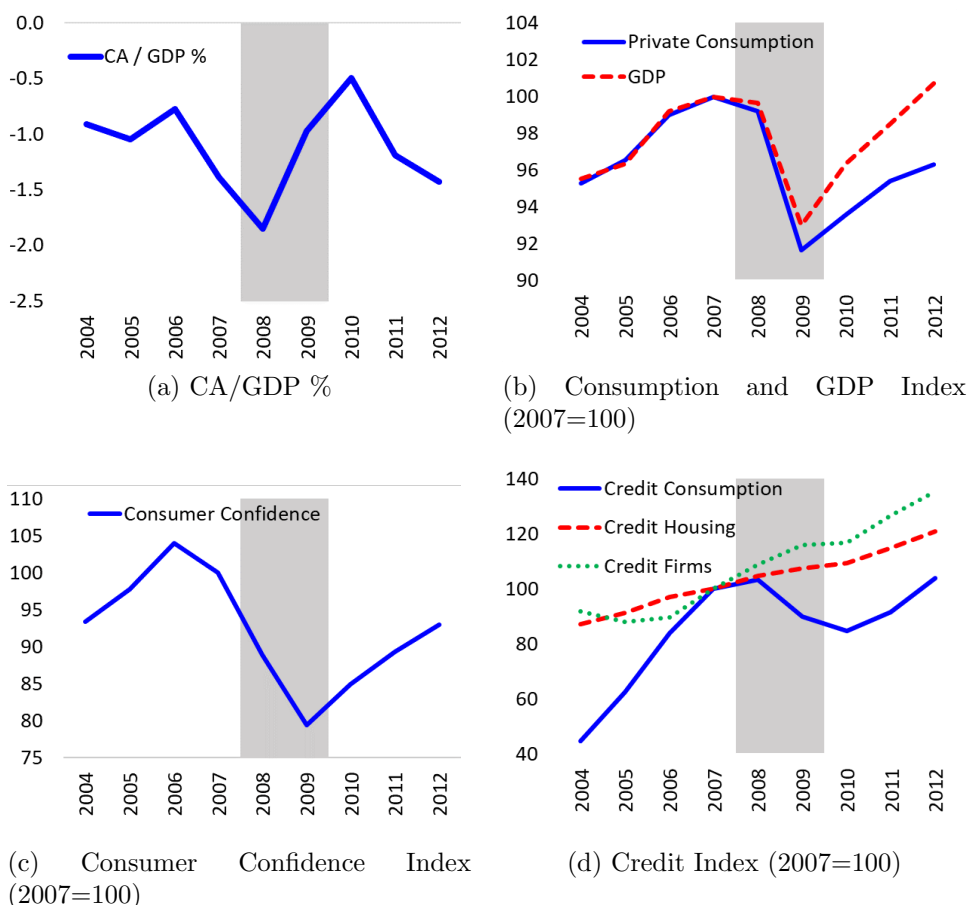 0.0
-0.5
-1.0
-1.5
-2.0
-2.5
CA / GDP %
2004 2005 2006 2007 2008 2009 2010 2011 2012
(a) CA/GDP %
104
102
100
98
96
94
92
90
Private Consumption
GDP
2004 2005 2006 2007 2008 2009 2010 2011 2012
(b) Consumption and GDP Index
(2007=100)
110
105
100
95
90
85
80
75
Consumer Confidence
2004 2005 2006 2007 2008 2009 2010 2011 2012
(c) Consumer Confidence Index
(2007=100)
140
120
100
80
60
40
Credit Consumption
Credit Housing
Credit Firms
2004 2005 2006 2007 2008 2009 2010 2011 2012
(d) Credit Index (2007=100)